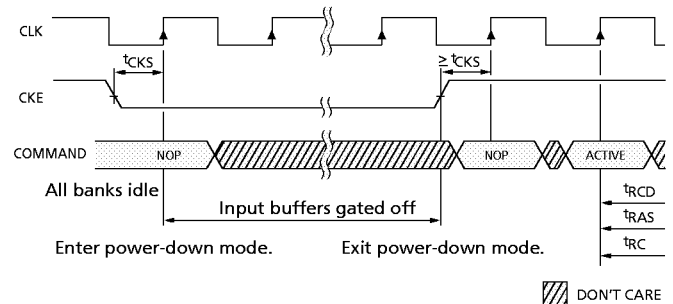 CLK
tCKS
≥ tCKS
CKE
COMMAND
NOP
NOP
ACTIVE
All banks idle
Input buffers gated off
tRCD
tRAS
tRC
Enter power-down mode.
Exit power-down mode.
DON'T CARE